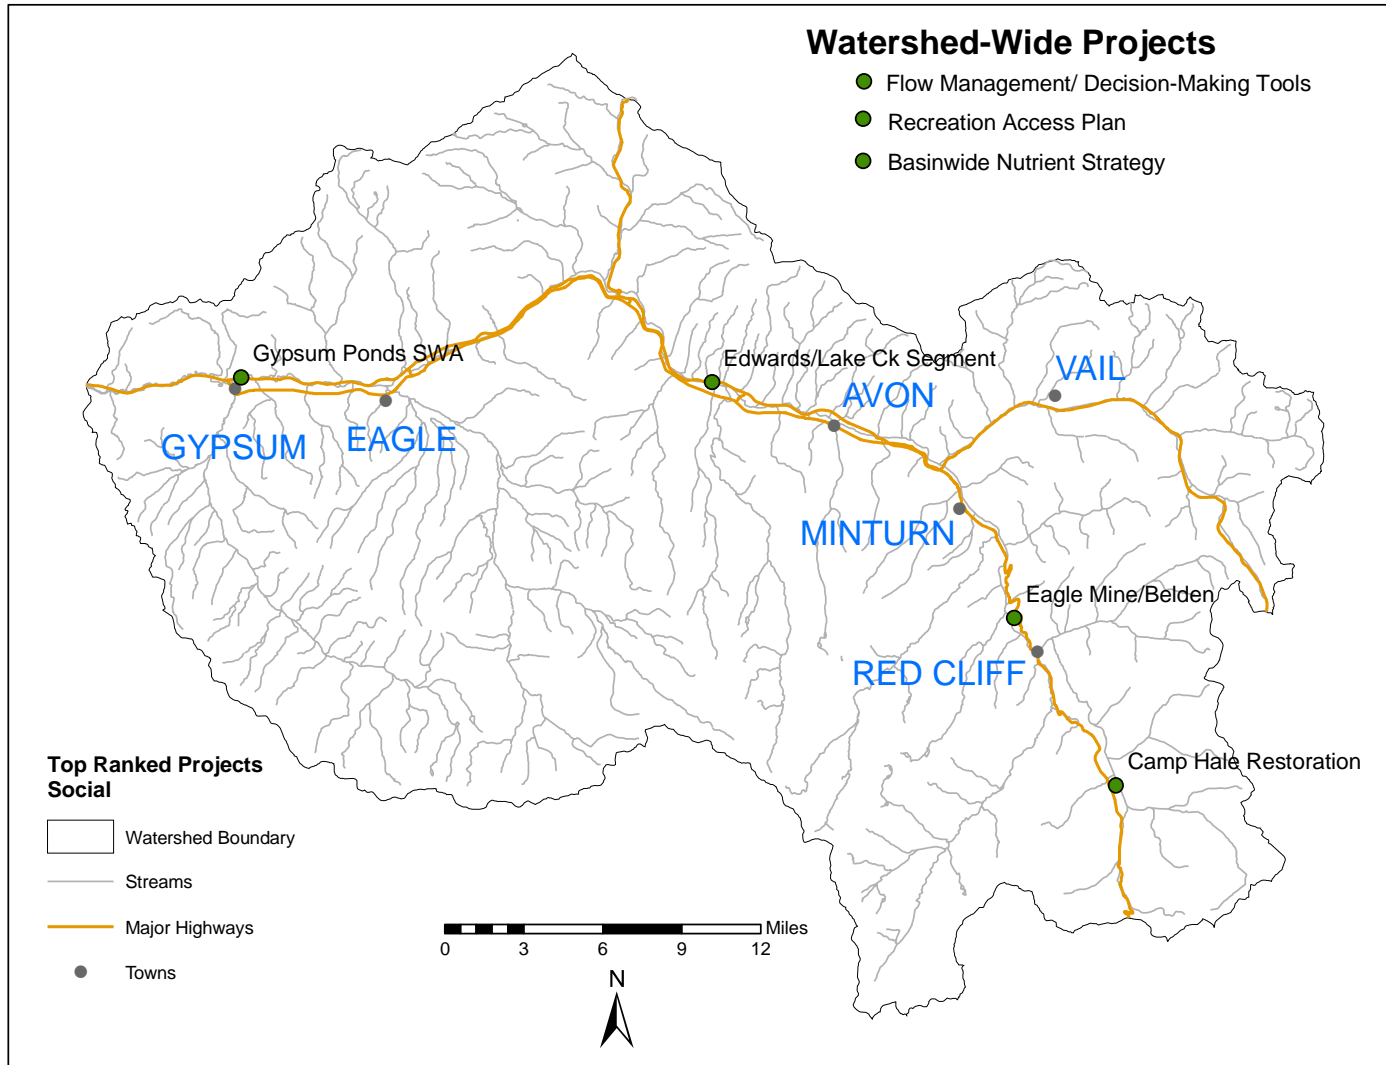 Watershed-Wide Projects
Flow Management/ Decision-Making Tools
Recreation Access Plan
Basinwide Nutrient Strategy
Gypsum Ponds SWA
Edwards/Lake Ck Segment
VAIL
AVON
GYPSUM
EAGLE
MINTURN
Eagle Mine/Belden
RED CLIFF
Camp Hale Restoration
Top Ranked Projects
Social
Watershed Boundary
Streams
Major Highways
Towns
Miles
0 3 6 9 12
N